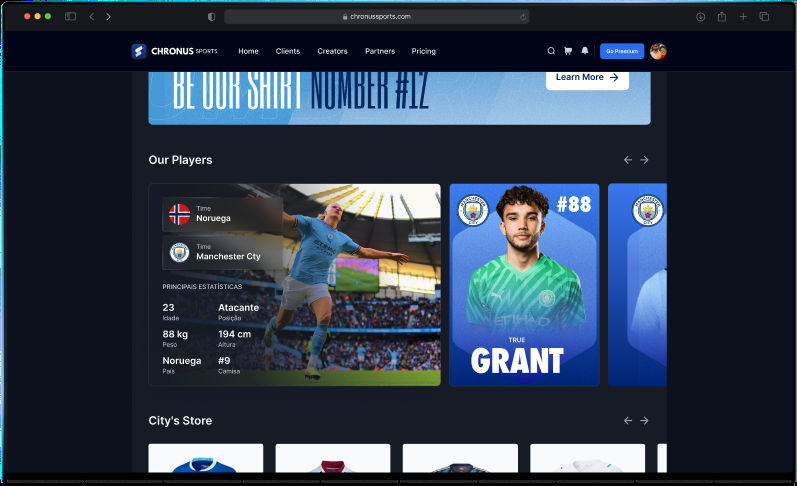 chronussports.com
CHRONUS SPORTS
Home
Clients
Creators
Partners
Pricing
Go Premium
BE OUR SHIRT NUMBER #12
Learn More
Our Players
Time
Noruega
Time
Manchester Cty
PRINCIPAIS ESTATÍSTICAS
23
Idade
Atacante
Posição
88 kg
Peso
194 cm
Altura
Noruega
País
#9
Camisa
#88
ETIHAD
TRUE
GRANT
City's Store